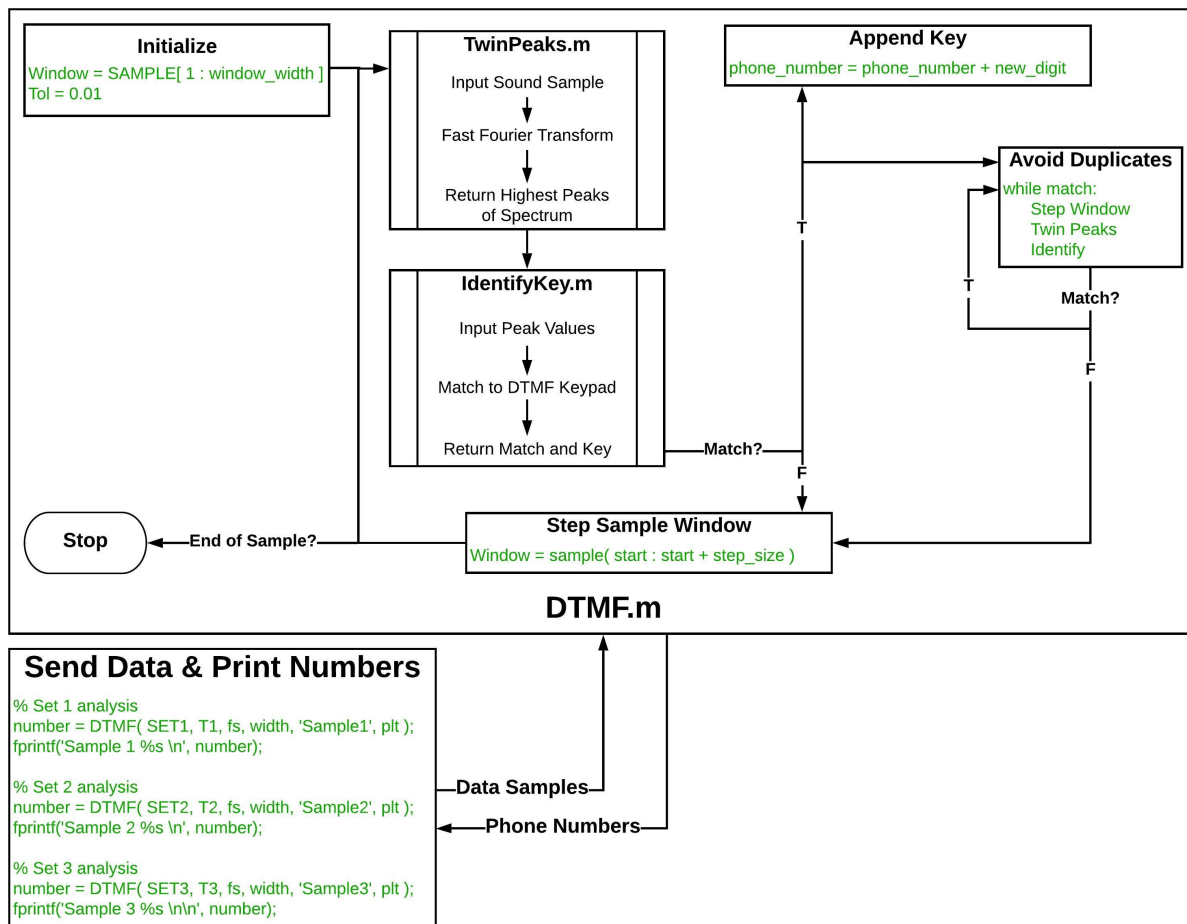 Initialize
Window = SAMPLE[ 1 : window_width ]
Tol = 0.01
TwinPeaks.m
Input Sound Sample
Fast Fourier Transform
Return Highest Peaks
of Spectrum
Append Key
phone_number = phone_number + new_digit
Avoid Duplicates
while match:
Step Window
Twin Peaks
Identify
T
T
Match?
F
IdentifyKey.m
Input Peak Values
Match to DTMF Keypad
Return Match and Key
Match?
F
Stop
End of Sample?
Step Sample Window
Window = sample( start : start + step_size )
DTMF.m
Send Data & Print Numbers
% Set 1 analysis
number = DTMF( SET1, T1, fs, width, 'Sample1', plt );
fprintf('Sample 1 %s \n', number);
% Set 2 analysis
number = DTMF( SET2, T2, fs, width, 'Sample2', plt );
fprintf('Sample 2 %s \n', number);
% Set 3 analysis
number = DTMF( SET3, T3, fs, width, 'Sample3', plt );
fprintf('Sample 3 %s \n\n', number);
Data Samples
Phone Numbers